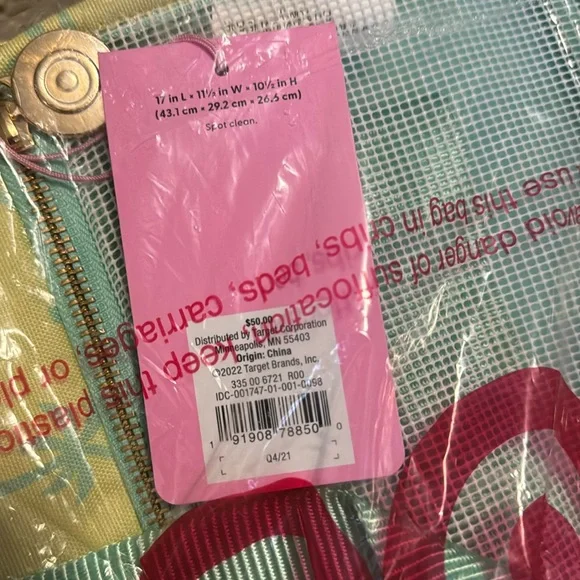 17 in L × 11½ in W × 10½ in H
(43.1 cm × 29.2 cm × 26.6 cm)
Spot clean.
$50.00
Distributed by Target Corporation
Minneapolis, MN 55403
Origin: China
©2022 Target Brands, Inc.
335 00 6721 R00
IDC-001747-01-001-0098
1 91908 78850 0
04/21
avoid danger of suffocation, keep
this plastic
use this bag in cribs, beds, carriages or pl